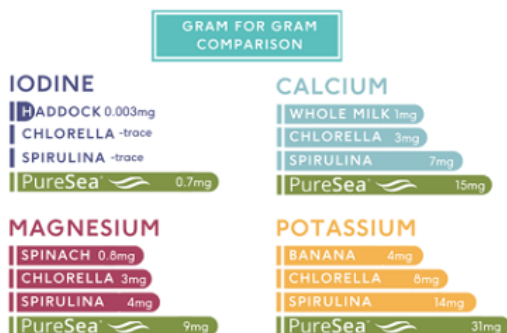 GRAM FOR GRAM
COMPARISON
IODINE
HADDOCK 0.003mg
CHLORELLA -trace
SPIRULINA -trace
PureSea 0.7mg
CALCIUM
WHOLE MILK 1mg
CHLORELLA 3mg
SPIRULINA 7mg
PureSea 15mg
MAGNESIUM
SPINACH 0.8mg
CHLORELLA 3mg
SPIRULINA 4mg
PureSea 9mg
POTASSIUM
BANANA 4mg
CHLORELLA 8mg
SPIRULINA 14mg
PureSea 31mg